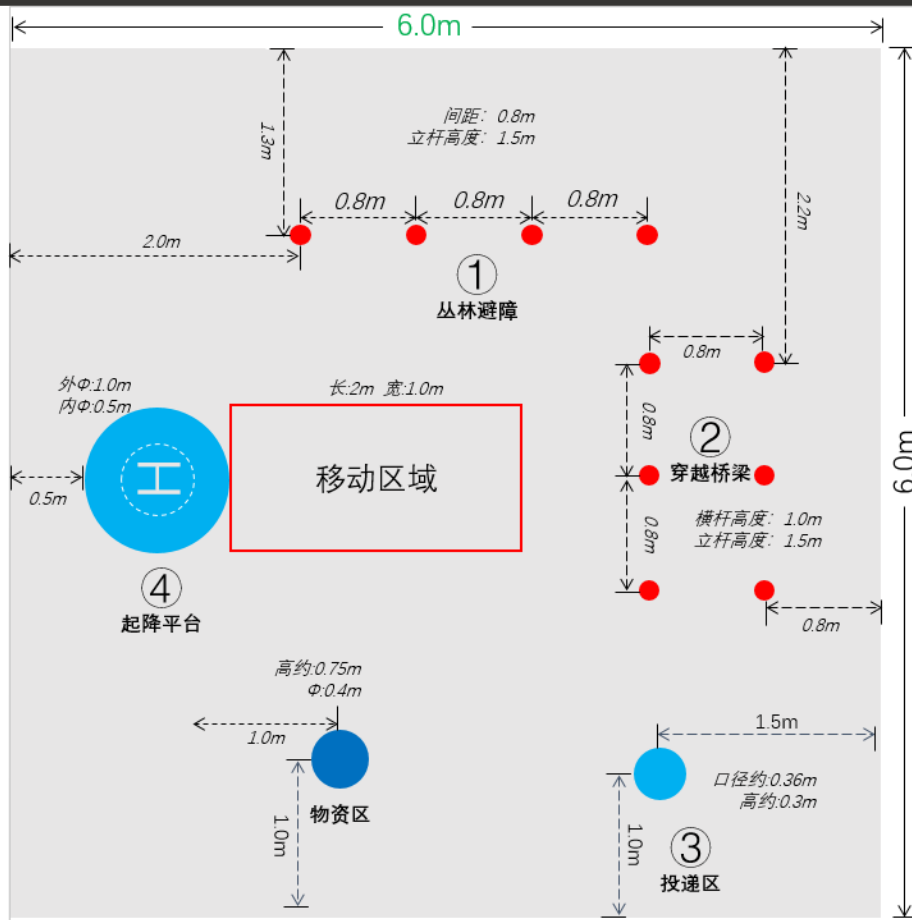 6.0m
间距：0.8m
立杆高度：1.5m
1.3m
2.2m
0.8m
0.8m
0.8m
2.0m
①
丛林避障
0.8m
外Φ:1.0m
内Φ:0.5m
长:2m 宽:1.0m
0.8m
②
穿越桥梁
6.0m
移动区域
0.5m
横杆高度：1.0m
立杆高度：1.5m
0.8m
④
起降平台
0.8m
高约:0.75m
Φ:0.4m
1.0m
1.5m
口径约:0.36m
高约:0.3m
物资区
1.0m
1.0m
③
投递区